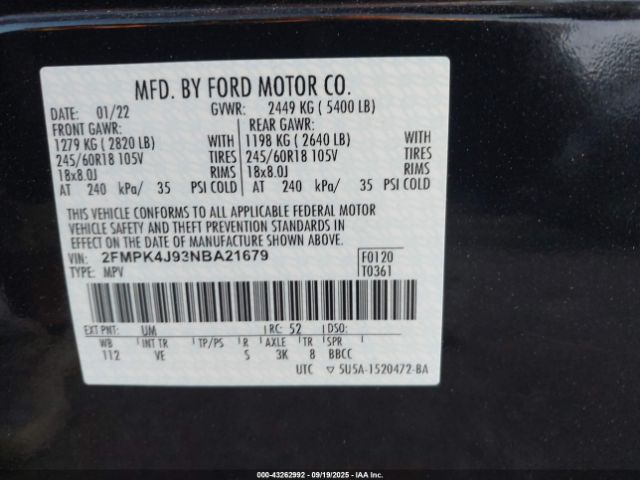 MFD. BY FORD MOTOR CO.
DATE: 01/22 GVWR: 2449 KG ( 5400 LB)
FRONT GAWR: REAR GAWR:
1279 KG ( 2820 LB) WITH 1198 KG ( 2640 LB) WITH
245/60R18 105V TIRES 245/60R18 105V TIRES
18x8.0J RIMS 18x8.0J RIMS
AT 240 kPa/ 35 PSI COLD AT 240 kPa/ 35 PSI COLD
THIS VEHICLE CONFORMS TO ALL APPLICABLE FEDERAL MOTOR
VEHICLE SAFETY AND THEFT PREVENTION STANDARDS IN
EFFECT ON THE DATE OF MANUFACTURE SHOWN ABOVE.
VIN: 2FMPK4J93NBA21679 F0120
TYPE: MPV T0361
EXT PNT: UM RC: 52 DSO:
WB INT TR TP/PS R AXLE TR SPR
112 VE S 3K 8 BBCC
UTC ▽ 5U5A-1520472-BA
000-43262992 - 09/19/2025 - IAA Inc.